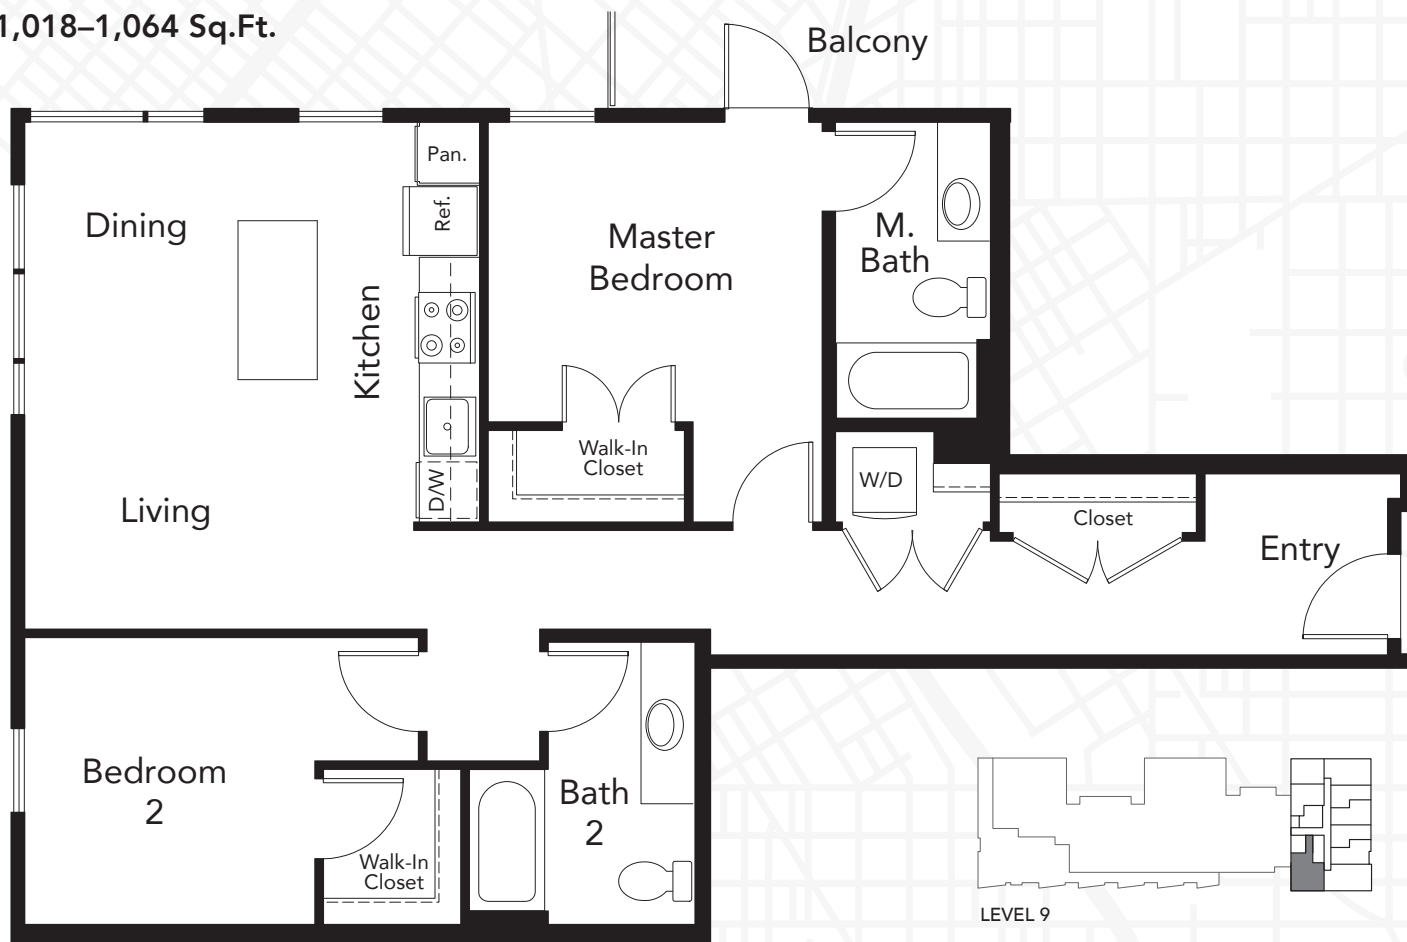 1,018–1,064 Sq.Ft.
Balcony
Pan.
Ref.
Dining
Kitchen
Master
Bedroom
M.
Bath
Walk-In
Closet
W/D
D/W
Living
Closet
Entry
Bedroom
2
Bath
2
Walk-In
Closet
LEVEL 9